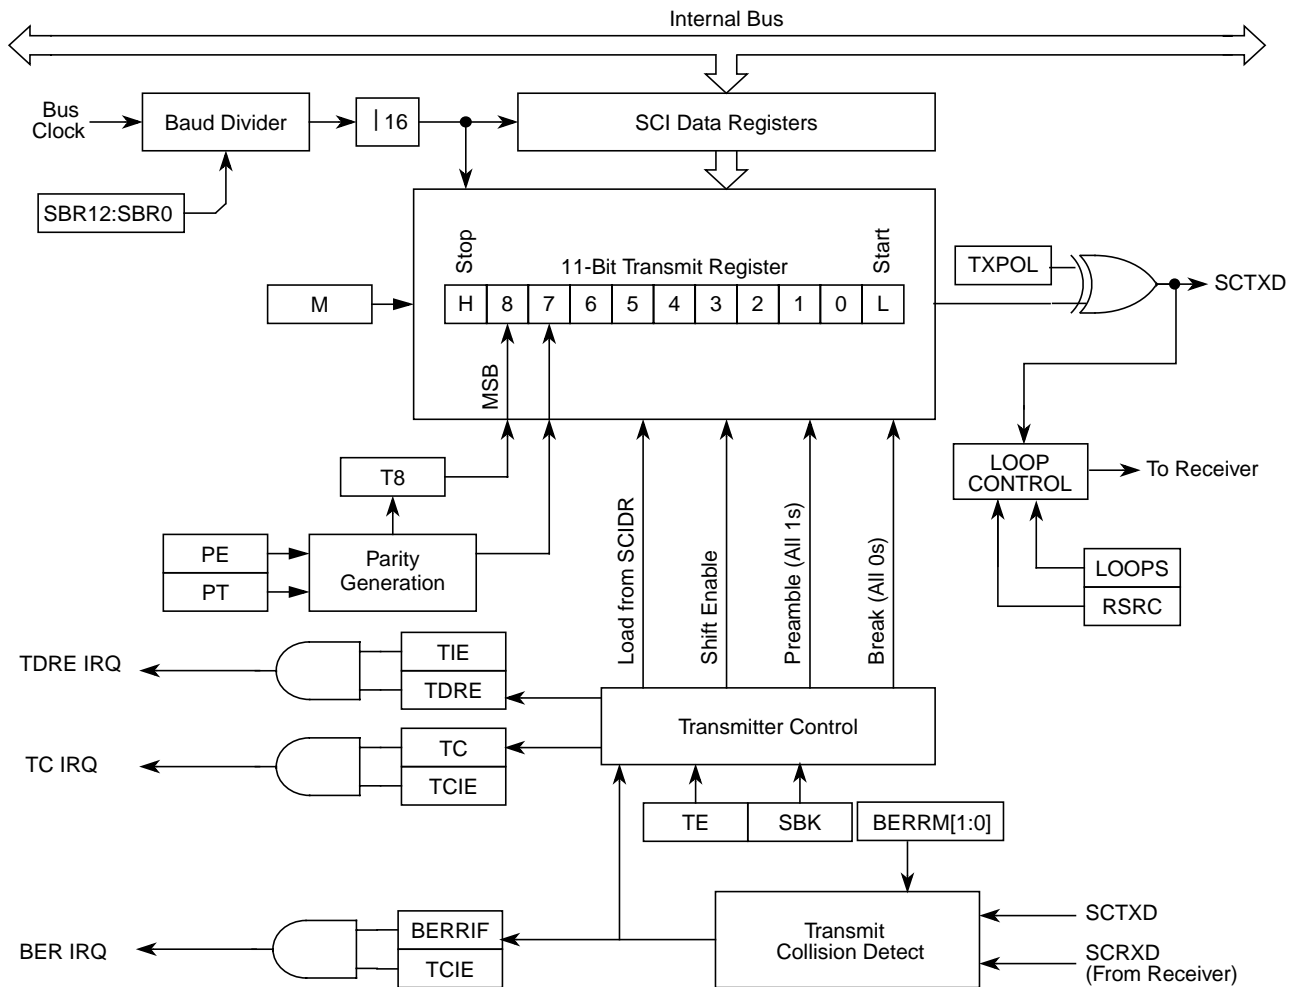 Internal Bus
Bus
Clock
Baud Divider
| 16
SCI Data Registers
SBR12:SBR0
Stop
11-Bit Transmit Register
Start
TXPOL
SCTXD
M
H 8 7 6 5 4 3 2 1 0 L
MSB
T8
LOOP
CONTROL
To Receiver
PE
PT
Parity
Generation
Load from SCIDR
Shift Enable
Preamble (All 1s)
Break (All 0s)
LOOPS
RSRC
TDRE IRQ
TIE
TDRE
Transmitter Control
TC IRQ
TC
TCIE
TE
SBK
BERRM[1:0]
BER IRQ
BERRIF
TCIE
Transmit
Collision Detect
SCTXD
SCRXD
(From Receiver)